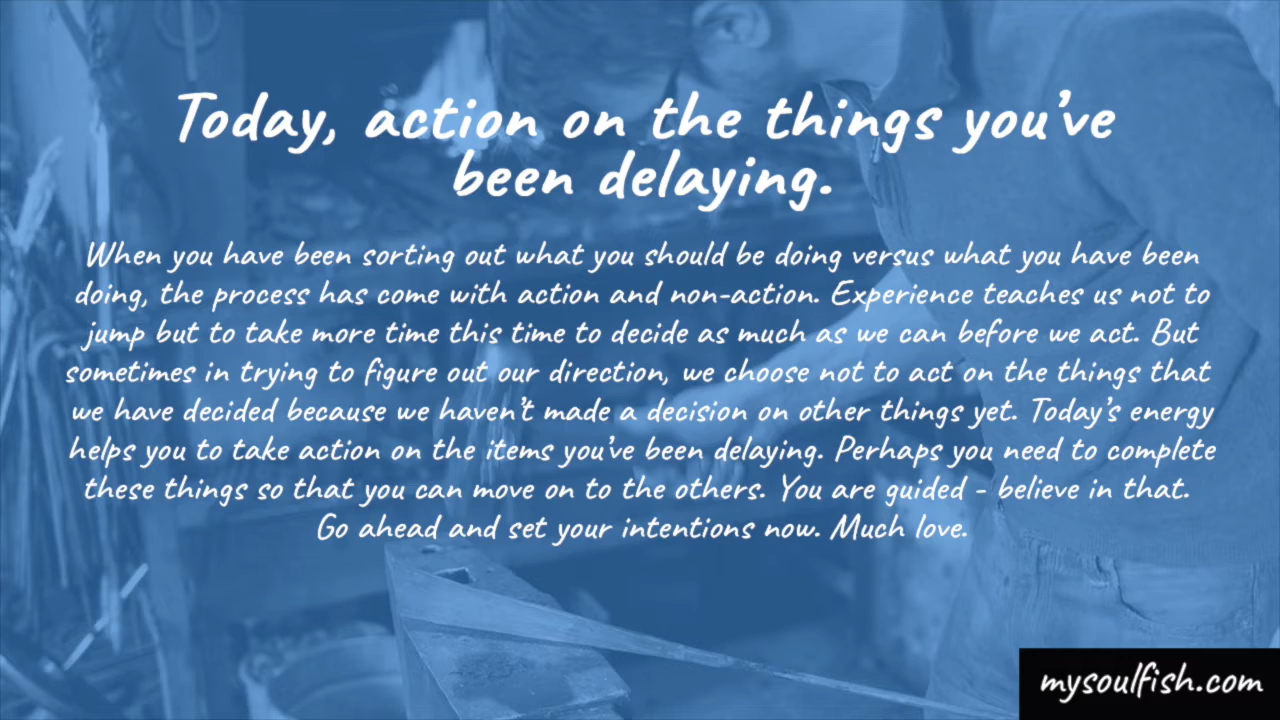 Today, action on the things you've
been delaying.
When you have been sorting out what you should be doing versus what you have been
doing, the process has come with action and non-action. Experience teaches us not to
jump but to take more time this time to decide as much as we can before we act. But
sometimes in trying to figure out our direction, we choose not to act on the things that
we have decided because we haven't made a decision on other things yet. Today's energy
helps you to take action on the items you've been delaying. Perhaps you need to complete
these things so that you can move on to the others. You are guided - believe in that.
Go ahead and set your intentions now. Much love.
mysoulfish.com